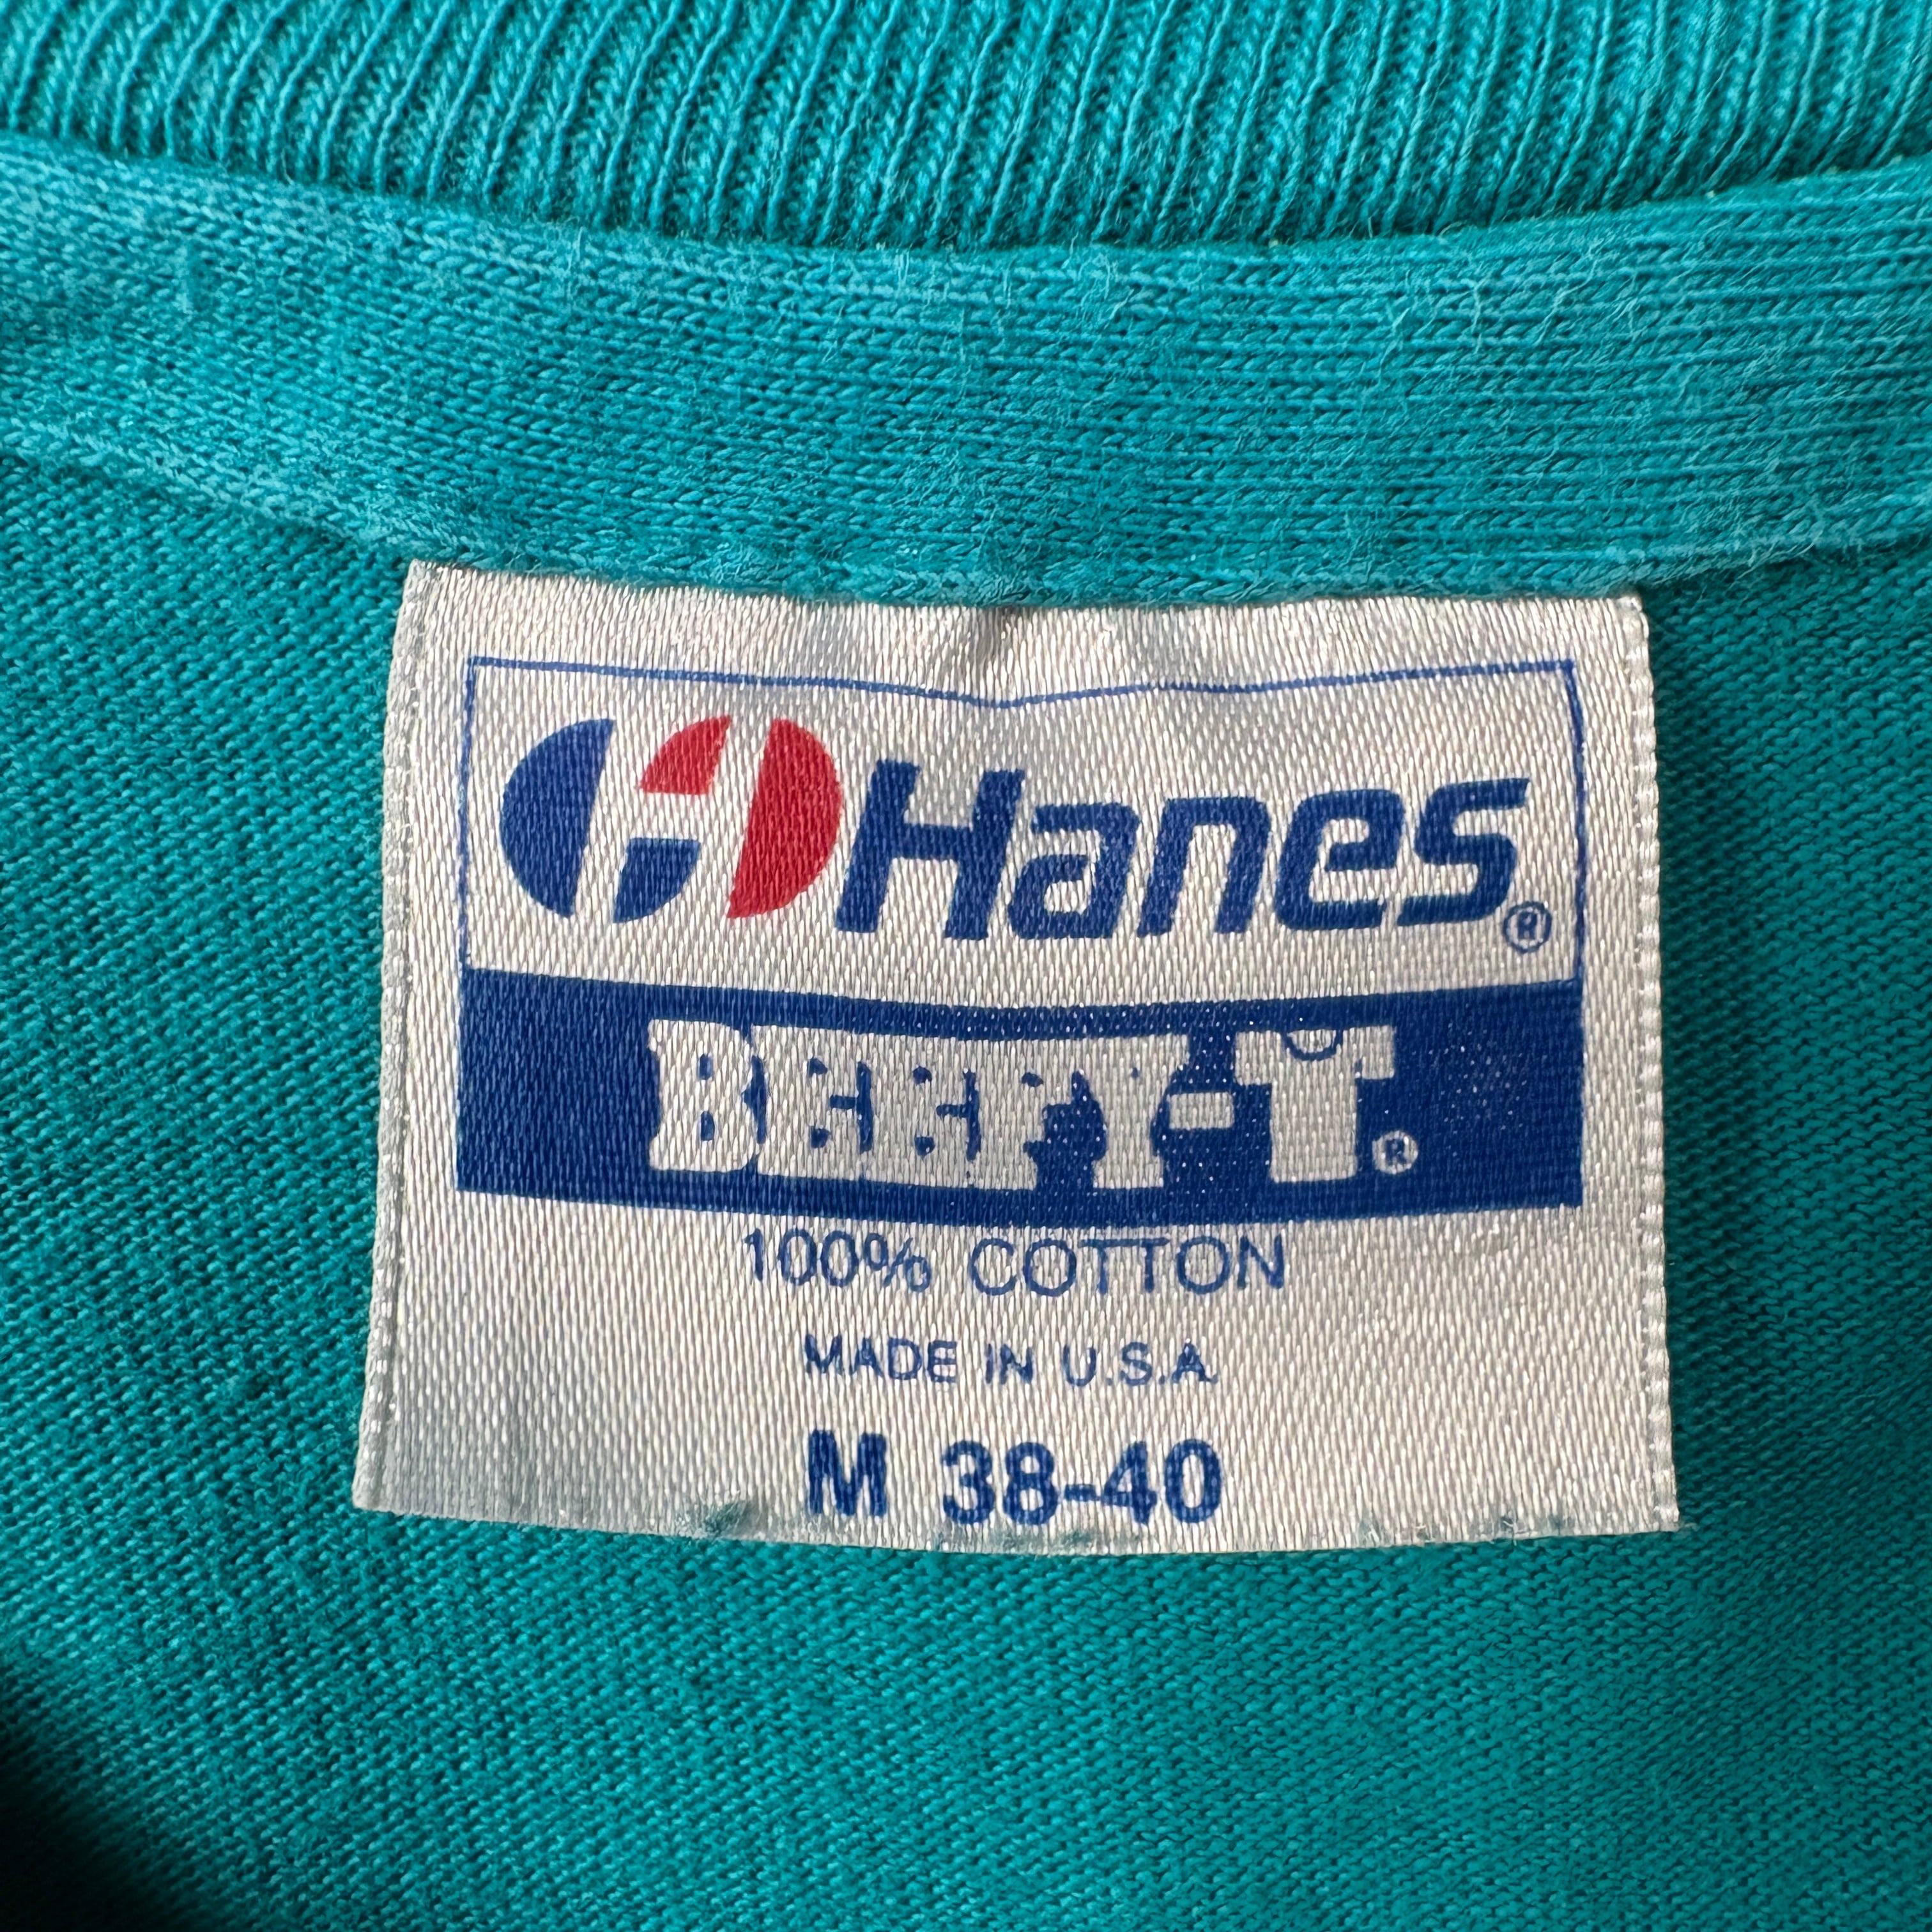 Hanes®
BEEFY-T®
100% COTTON
MADE IN U.S.A.
M 38-40